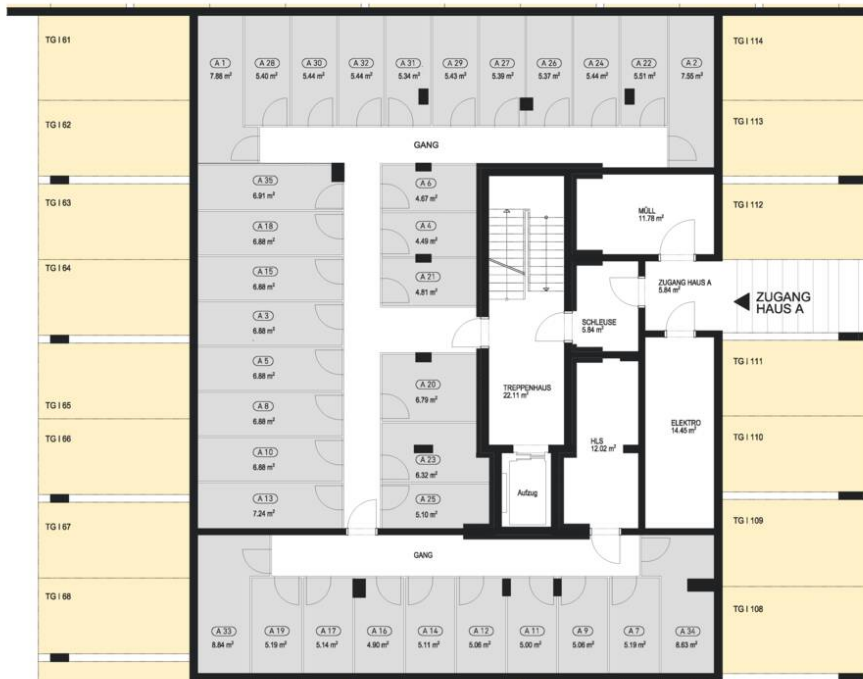 TG I 61
A 1
7.88 m²
A 28
5.40 m²
A 30
5.44 m²
A 32
5.44 m²
A 31
5.34 m²
A 29
5.43 m²
A 27
5.39 m²
A 26
5.37 m²
A 24
5.44 m²
A 22
5.51 m²
A 2
7.55 m²
TG I 114
TG I 62
TG I 113
GANG
A 35
6.91 m²
A 6
4.67 m²
TG I 63
TG I 112
MÜLL
11.78 m²
A 18
6.88 m²
A 4
4.49 m²
TG I 64
A 15
6.88 m²
A 21
4.81 m²
ZUGANG HAUS A
5.84 m²
ZUGANG
HAUS A
A 3
6.88 m²
SCHLEUSE
5.84 m²
A 5
6.88 m²
TG I 111
A 20
6.79 m²
TREPPENHAUS
22.11 m²
TG I 65
A 8
6.88 m²
ELEKTRO
14.45 m²
TG I 66
TG I 110
A 10
6.88 m²
A 23
6.32 m²
HLS
12.02 m²
A 13
7.24 m²
A 25
5.10 m²
Aufzug
TG I 67
TG I 109
GANG
TG I 68
TG I 108
A 33
8.84 m²
A 19
5.19 m²
A 17
5.14 m²
A 16
4.90 m²
A 14
5.11 m²
A 12
5.06 m²
A 11
5.00 m²
A 9
5.06 m²
A 7
5.19 m²
A 34
6.63 m²